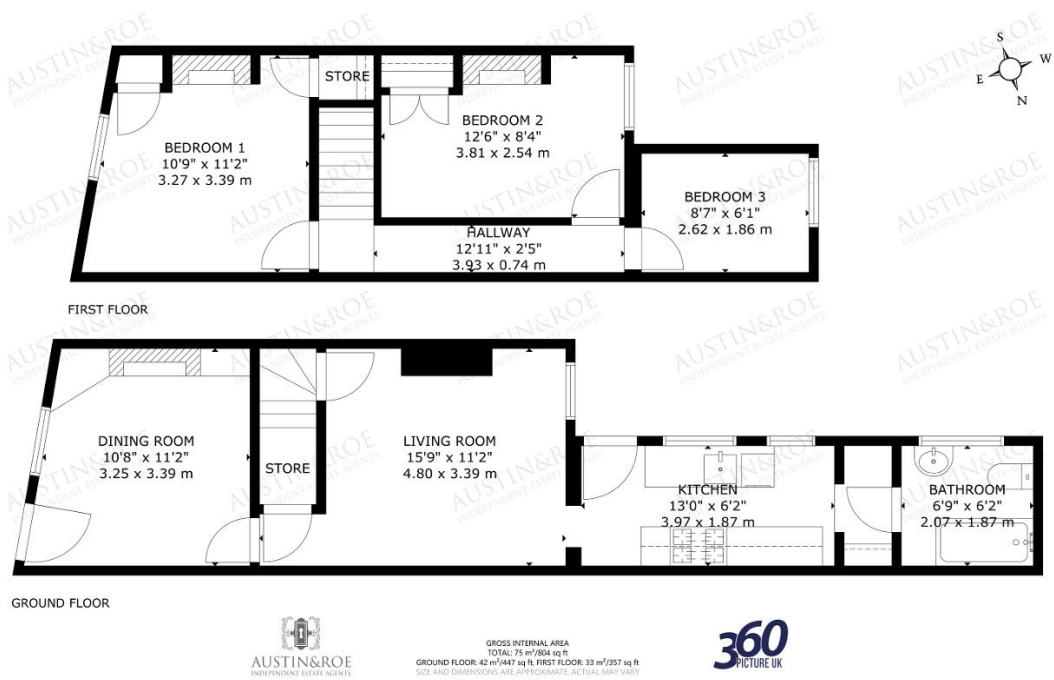 S
W
E
N
STORE
BEDROOM 1
10'9" x 11'2"
3.27 x 3.39 m
BEDROOM 2
12'6" x 8'4"
3.81 x 2.54 m
BEDROOM 3
8'7" x 6'1"
2.62 x 1.86 m
HALLWAY
12'11" x 2'5"
3.93 x 0.74 m
FIRST FLOOR
DINING ROOM
10'8" x 11'2"
3.25 x 3.39 m
STORE
LIVING ROOM
15'9" x 11'2"
4.80 x 3.39 m
KITCHEN
13'0" x 6'2"
3.97 x 1.87 m
BATHROOM
6'9" x 6'2"
2.07 x 1.87 m
GROUND FLOOR
AUSTIN&ROE
INDEPENDENT ESTATE AGENTS
GROSS INTERNAL AREA
TOTAL: 75 m²/804 sq ft
GROUND FLOOR: 42 m²/447 sq ft, FIRST FLOOR: 33 m²/357 sq ft
SIZE AND DIMENSIONS ARE APPROXIMATE, ACTUAL MAY VARY
360
PICTURE UK